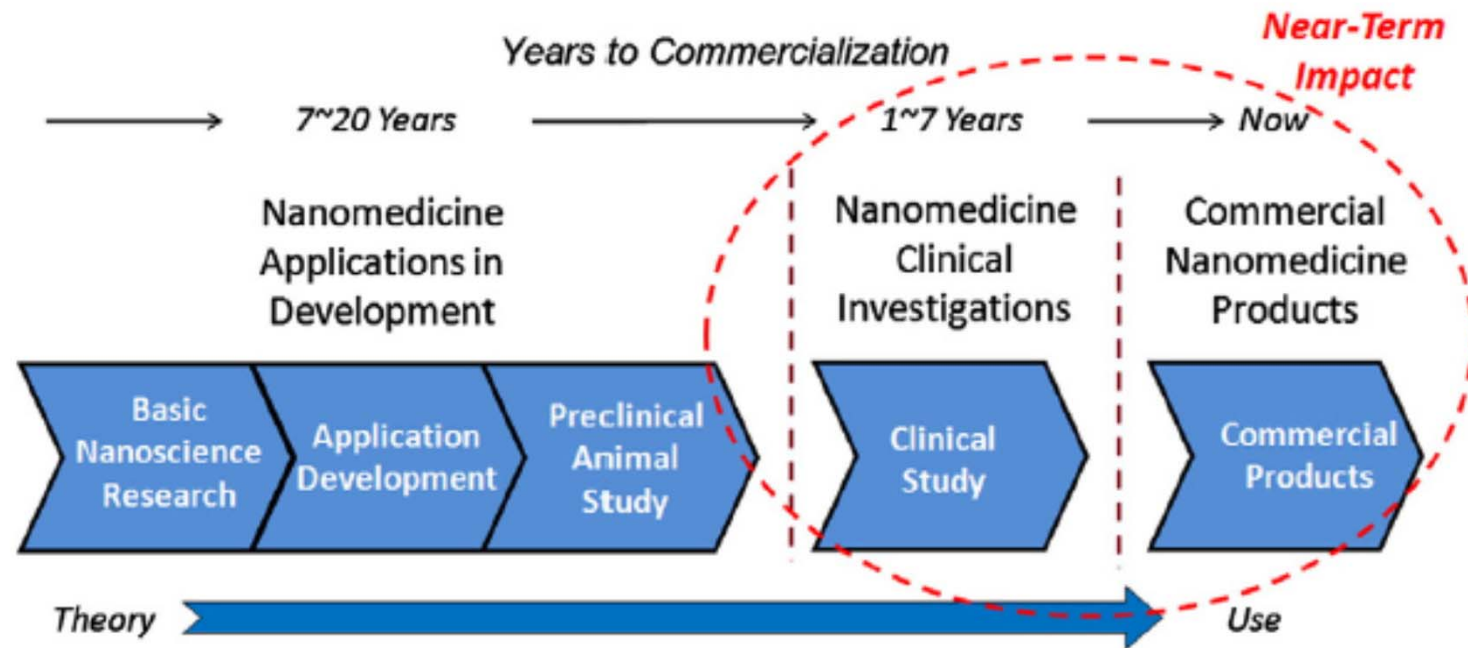 Near-Term
Impact
Years to Commercialization
7~20 Years
1~7 Years
Now
Nanomedicine
Applications in
Development
Nanomedicine
Clinical
Investigations
Commercial
Nanomedicine
Products
Basic
Nanoscience
Research
Application
Development
Preclinical
Animal
Study
Clinical
Study
Commercial
Products
Theory
Use